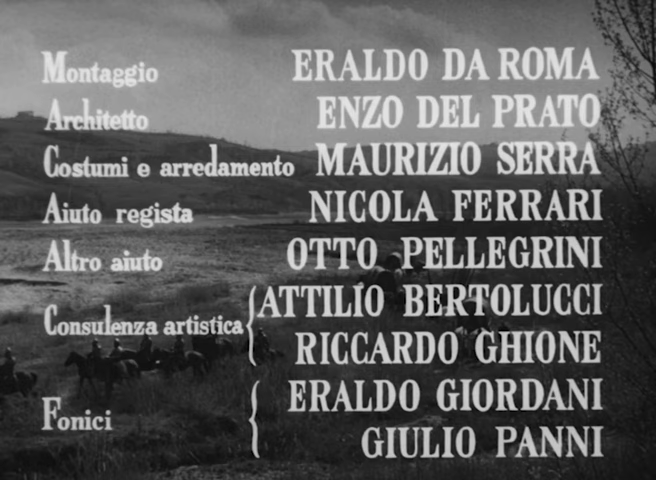 Montaggio ERALDO DA ROMA
Architetto ENZO DEL PRATO
Costumi e arredamento MAURIZIO SERRA
Aiuto regista NICOLA FERRARI
Altro aiuto OTTO PELLEGRINI
Consulenza artistica { ATTILIO BERTOLUCCI
RICCARDO GHIONE
Fonici { ERALDO GIORDANI
GIULIO PANNI